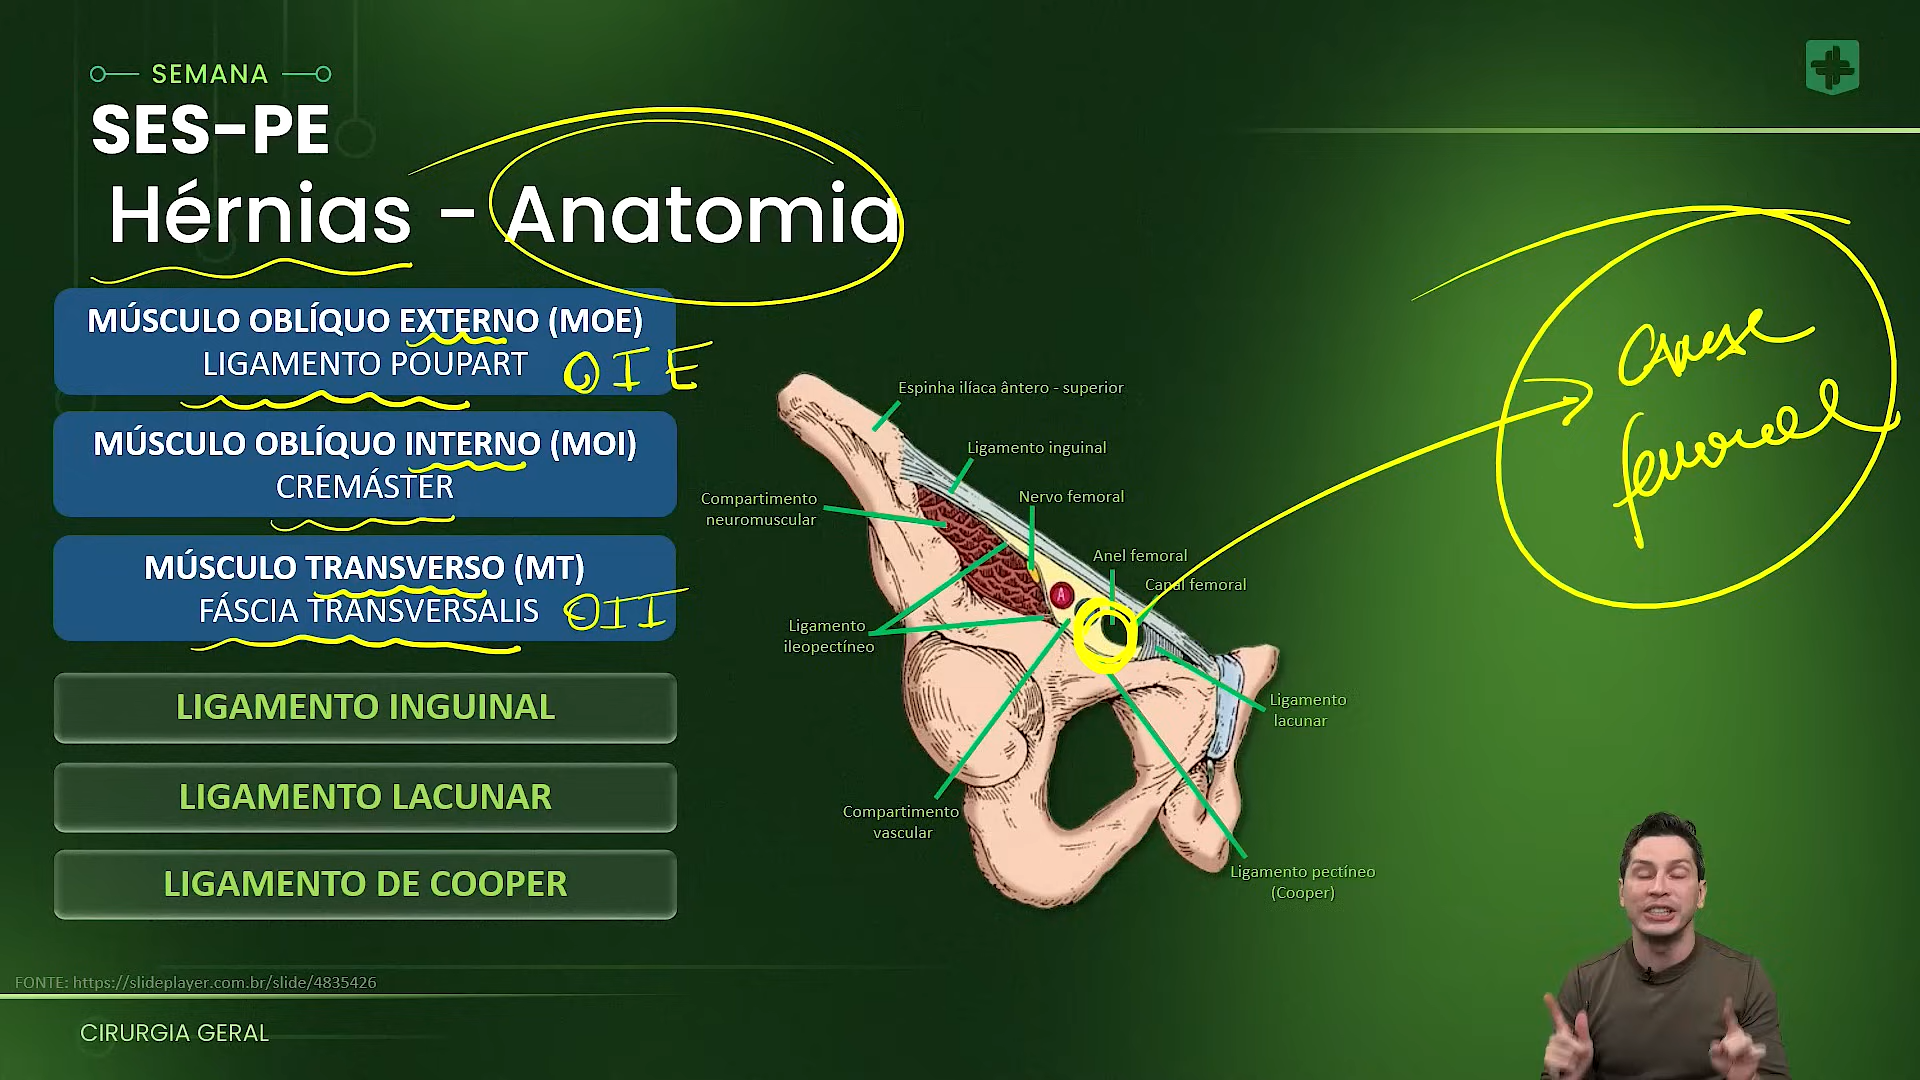 SEMANA
SES-PE
Hérnias - Anatomia
MÚSCULO OBLÍQUO EXTERNO (MOE)
LIGAMENTO POUPART
OIE
MÚSCULO OBLÍQUO INTERNO (MOI)
CREMÁSTER
MÚSCULO TRANSVERSO (MT)
FÁSCIA TRANSVERSALIS
OII
LIGAMENTO INGUINAL
LIGAMENTO LACUNAR
LIGAMENTO DE COOPER
Espinha ilíaca ântero - superior
Ligamento inguinal
Compartimento
neuromuscular
Nervo femoral
Anel femoral
Canal femoral
A
Ligamento
ileopectíneo
Ligamento
lacunar
Compartimento
vascular
Ligamento pectíneo
(Cooper)
femoral
FONTE: https://slideplayer.com.br/slide/4835426
CIRURGIA GERAL